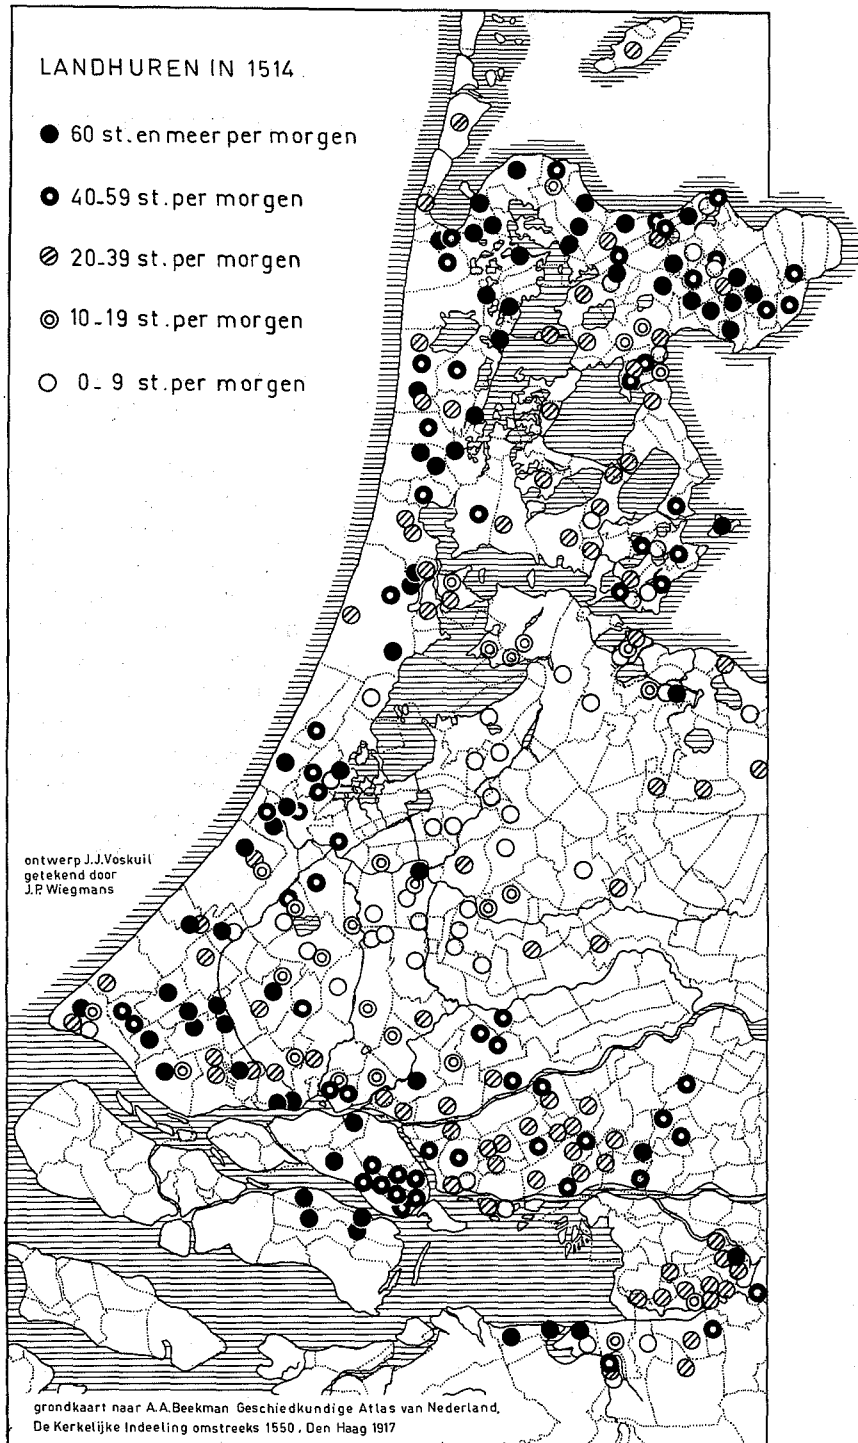 LANDHUREN IN 1514
60 st. en meer per morgen
40-59 st. per morgen
20-39 st. per morgen
10-19 st. per morgen
0-9 st. per morgen
ontwerp J.J. Voskuil
getekend door
J.P. Wiegmans
grondkaart naar A.A. Beekman Geschiedkundige Atlas van Nederland,
De Kerkelijke Indeeling omstreeks 1550, Den Haag 1917